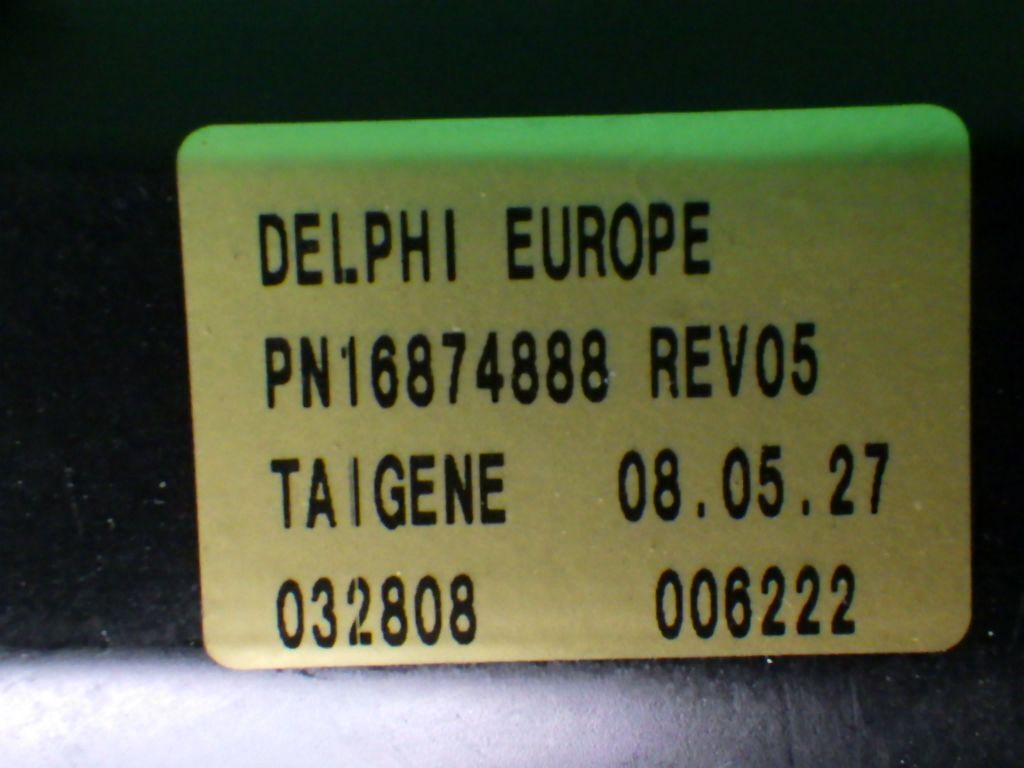 DELPHI EUROPE
PN16874888 REV05
TAIGENE 08.05.27
032808 006222